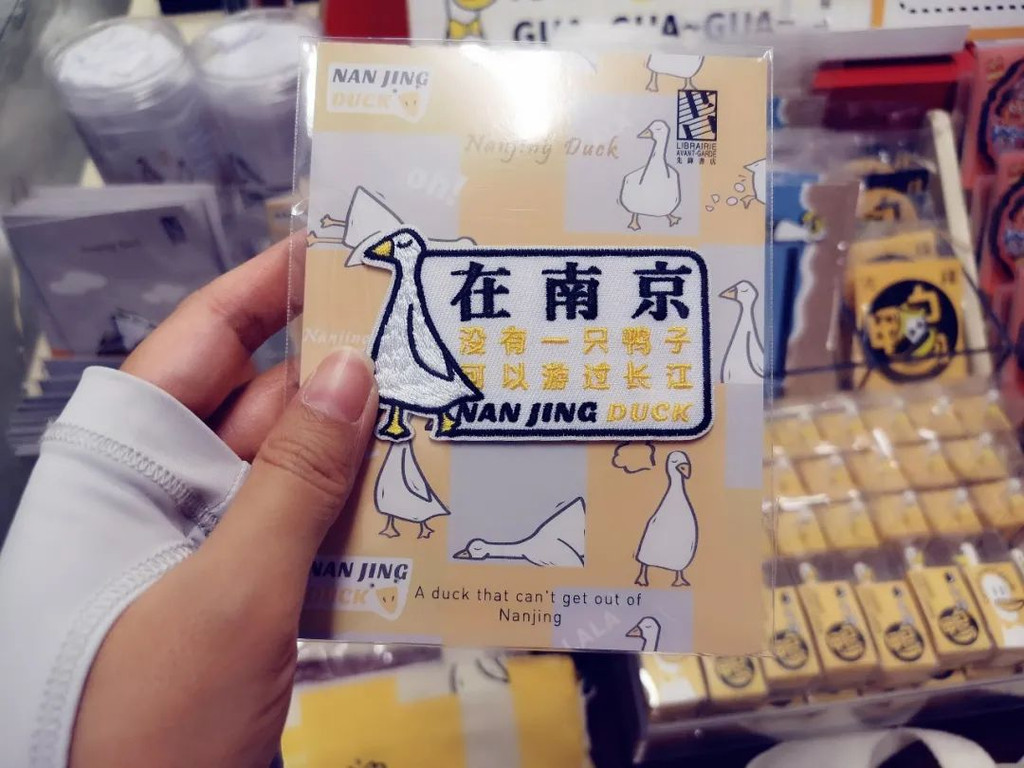 GUA~GUA~GUA~
NAN JING
DUCK
Nanjing Duck
oh!
LIBRAIRIE
AVANT-GARDE
先锋书店
在南京
没有一只鸭子
可以游过长江
NAN JING DUCK
Nanjing
NAN JING
DUCK
A duck that can't get out of
Nanjing
LALA